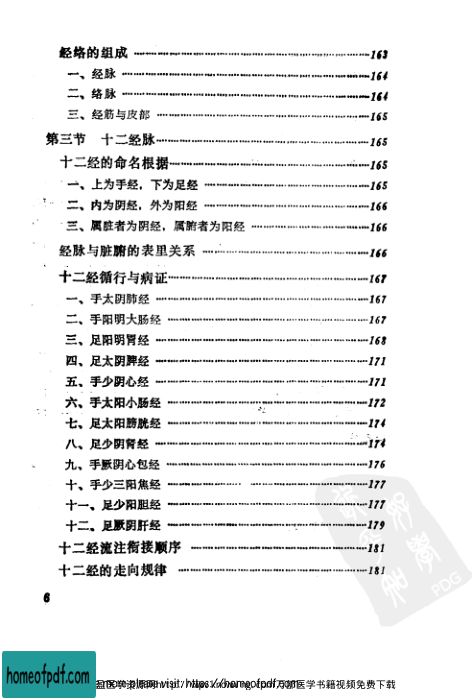 经络的组成 ……163
一、经脉 ……164
二、络脉 ……164
三、经筋与皮部 ……165
第三节 十二经脉……165
十二经的命名根据……165
一、上为手经，下为足经 ……165
二、内为阴经，外为阳经 ……166
三、属脏者为阴经，属腑者为阳经 ……166
经脉与脏腑的表里关系 ……166
十二经循行与病证……167
一、手太阴肺经 ……167
二、手阳明大肠经 ……167
三、足阳明胃经 ……168
四、足太阴脾经 ……171
五、手少阴心经 ……171
六、手太阳小肠经 ……172
七、足太阳膀胱经 ……174
八、足少阴肾经 ……174
九、手厥阴心包经 ……176
十、手少三阳焦经 ……177
十一、足少阳胆经 ……177
十二、足厥阴肝经 ……179
十二经流注衔接顺序 ……181
十二经的走向规律 ……181
6
PDG
homeofpdf.com
医学 please visit: https://homeofpdf.com 医学书籍视频免费下载